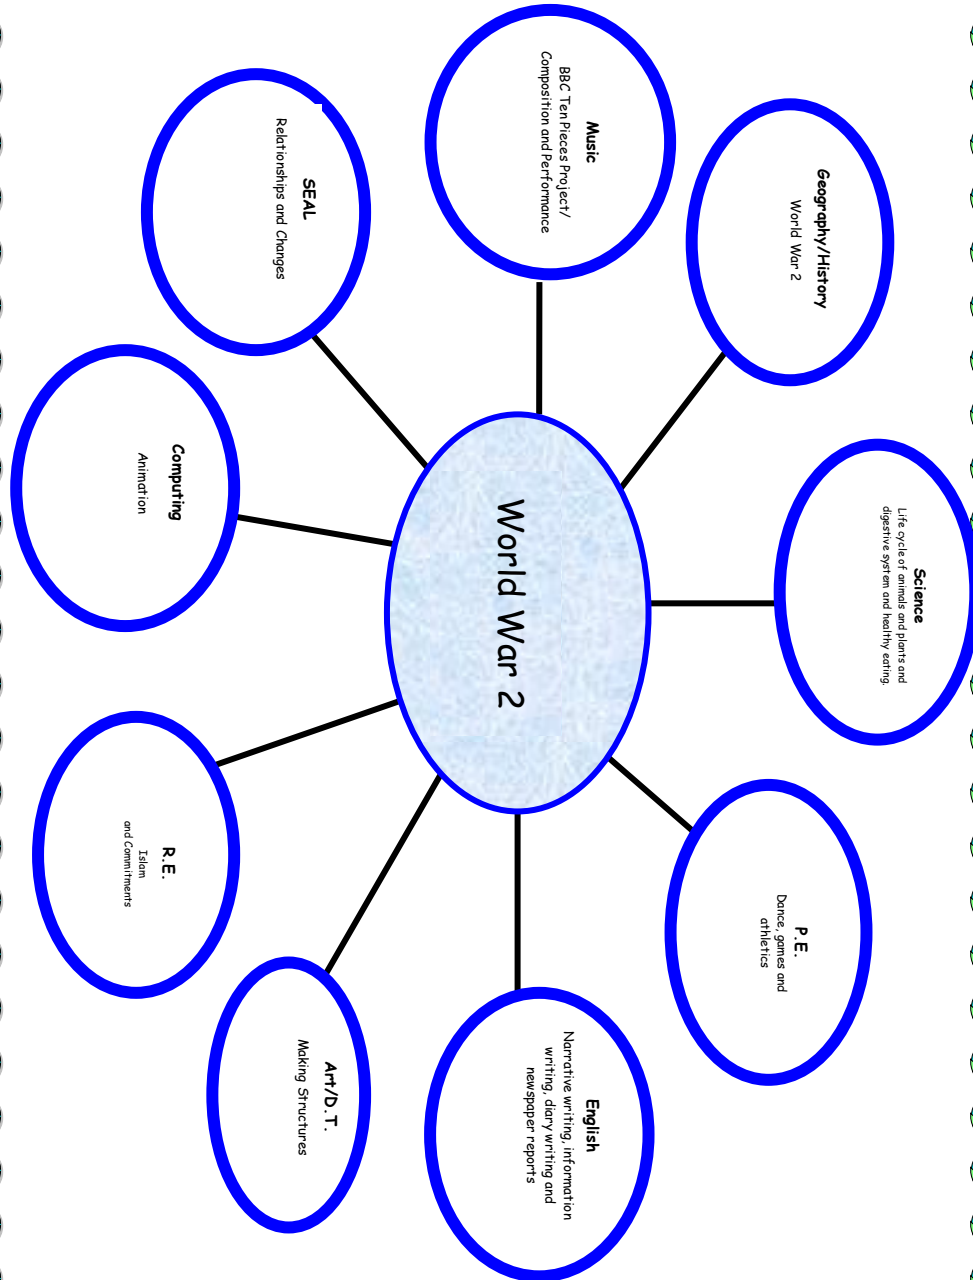 Geography/History
World War 2
Science
Life cycle of animals and plants and
digestive system and healthy eating.
P.E.
Dance, games and
athletics
Music
BBC Ten Pieces Project/
Composition and Performance
World War 2
English
Narrative writing, information
writing, diary writing and
newspaper reports
SEAL
Relationships and Changes
Computing
Animation
R.E.
Islam
and Commitments
Art/D.T.
Making Structures